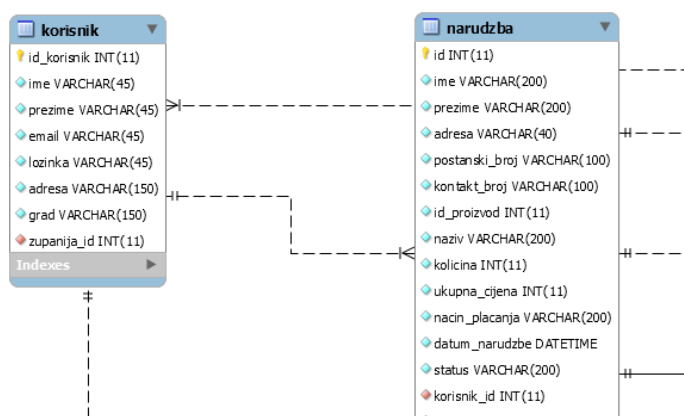 korisnik
id_korisnik INT(11)
ime VARCHAR(45)
prezime VARCHAR(45)
email VARCHAR(45)
lozinka VARCHAR(45)
adresa VARCHAR(150)
grad VARCHAR(150)
zupanija_id INT(11)
Indexes
narudzba
id INT(11)
ime VARCHAR(200)
prezime VARCHAR(200)
adresa VARCHAR(40)
postanski_broj VARCHAR(100)
kontakt_broj VARCHAR(100)
id_proizvod INT(11)
naziv VARCHAR(200)
kolicina INT(11)
ukupna_cijena INT(11)
nacin_placanja VARCHAR(200)
datum_narudzbe DATETIME
status VARCHAR(200)
korisnik_id INT(11)